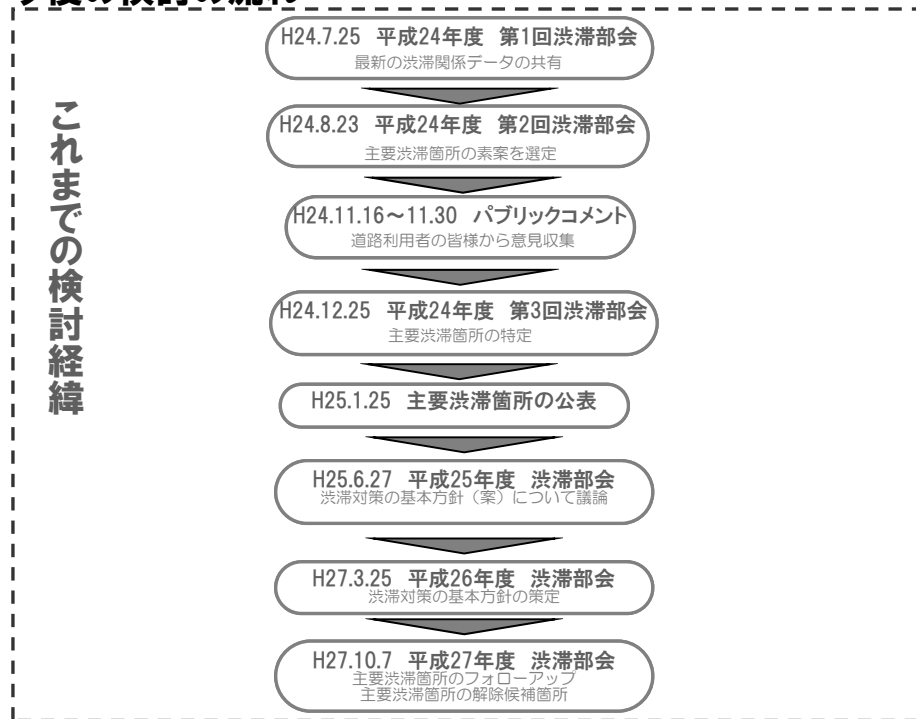 H24.7.25 平成24年度 第1回渋滞部会
最新の渋滞関係データの共有
これまでの検討経緯
H24.8.23 平成24年度 第2回渋滞部会
主要渋滞箇所の素案を選定
H24.11.16～11.30 パブリックコメント
道路利用者の皆様から意見収集
H24.12.25 平成24年度 第3回渋滞部会
主要渋滞箇所の特定
H25.1.25 主要渋滞箇所の公表
H25.6.27 平成25年度 渋滞部会
渋滞対策の基本方針（案）について議論
H27.3.25 平成26年度 渋滞部会
渋滞対策の基本方針の策定
H27.10.7 平成27年度 渋滞部会
主要渋滞箇所のフォローアップ
主要渋滞箇所の解除候補箇所